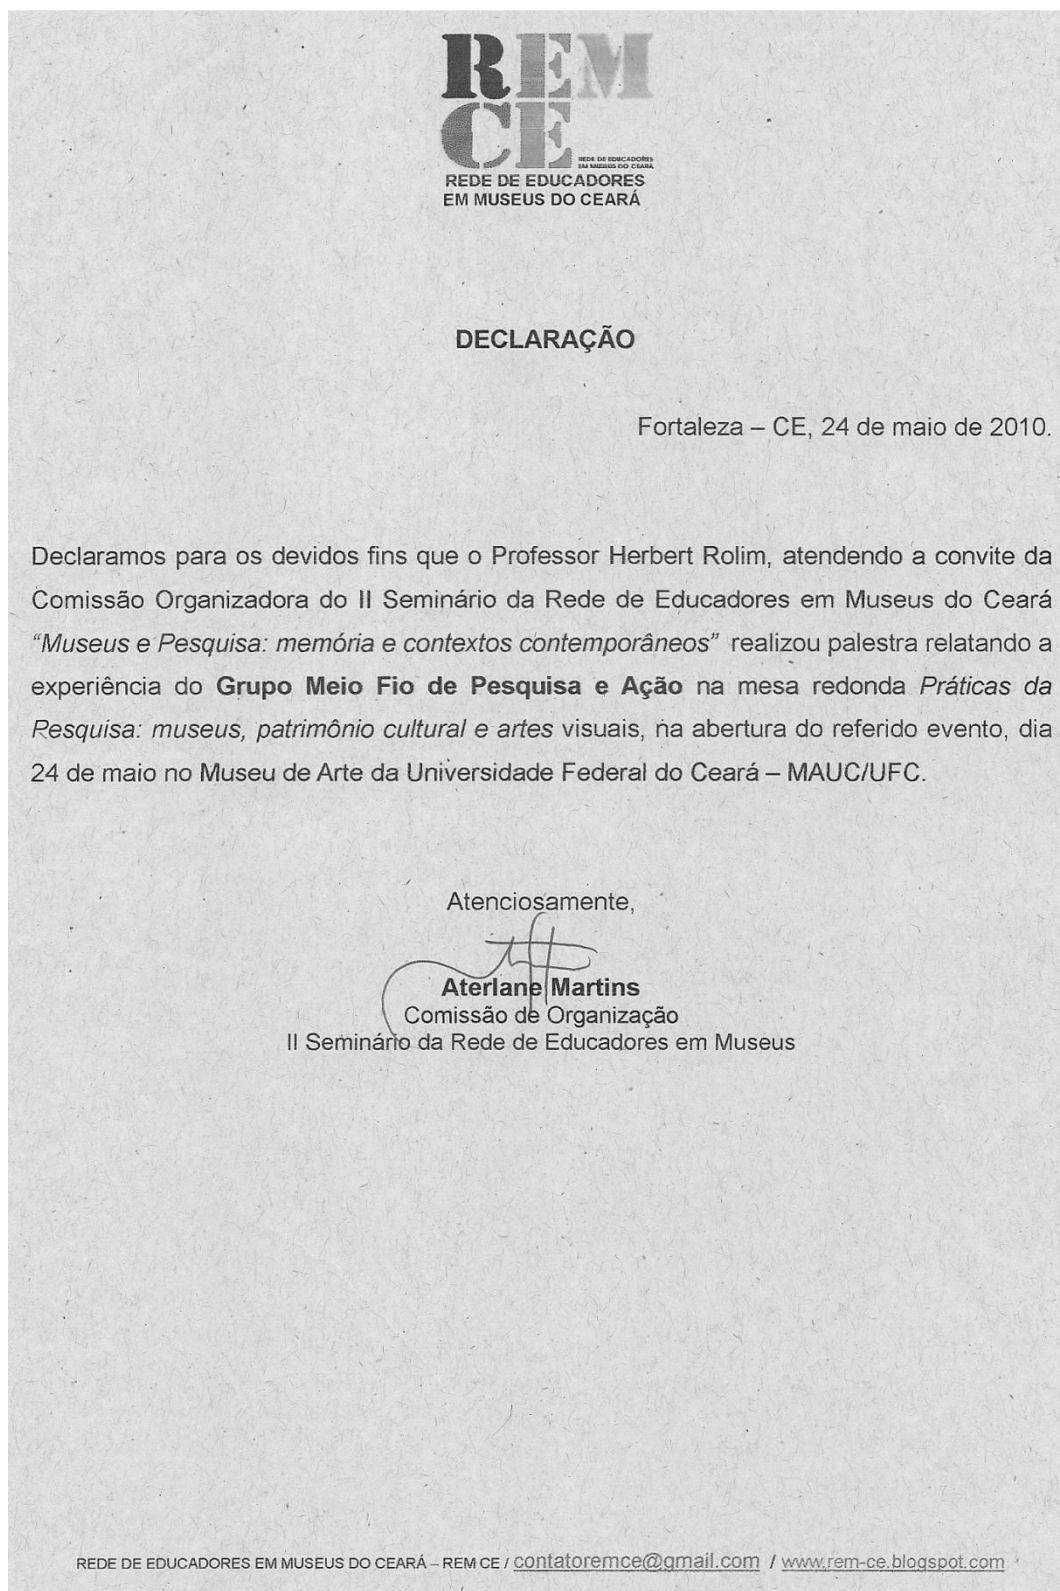 REM
CE
REDE DE EDUCADORES
EM MUSEUS DO CEARÁ
REDE DE EDUCADORES
EM MUSEUS DO CEARÁ
DECLARAÇÃO
Fortaleza – CE, 24 de maio de 2010.
Declaramos para os devidos fins que o Professor Herbert Rolim, atendendo a convite da
Comissão Organizadora do II Seminário da Rede de Educadores em Museus do Ceará
“Museus e Pesquisa: memória e contextos contemporâneos” realizou palestra relatando a
experiência do Grupo Meio Fio de Pesquisa e Ação na mesa redonda Práticas da
Pesquisa: museus, patrimônio cultural e artes visuais, na abertura do referido evento, dia
24 de maio no Museu de Arte da Universidade Federal do Ceará – MAUC/UFC.
Atenciosamente,
Aterlane Martins
Comissão de Organização
II Seminário da Rede de Educadores em Museus
REDE DE EDUCADORES EM MUSEUS DO CEARÁ – REM CE / contatoremce@gmail.com / www.rem-ce.blogspot.com